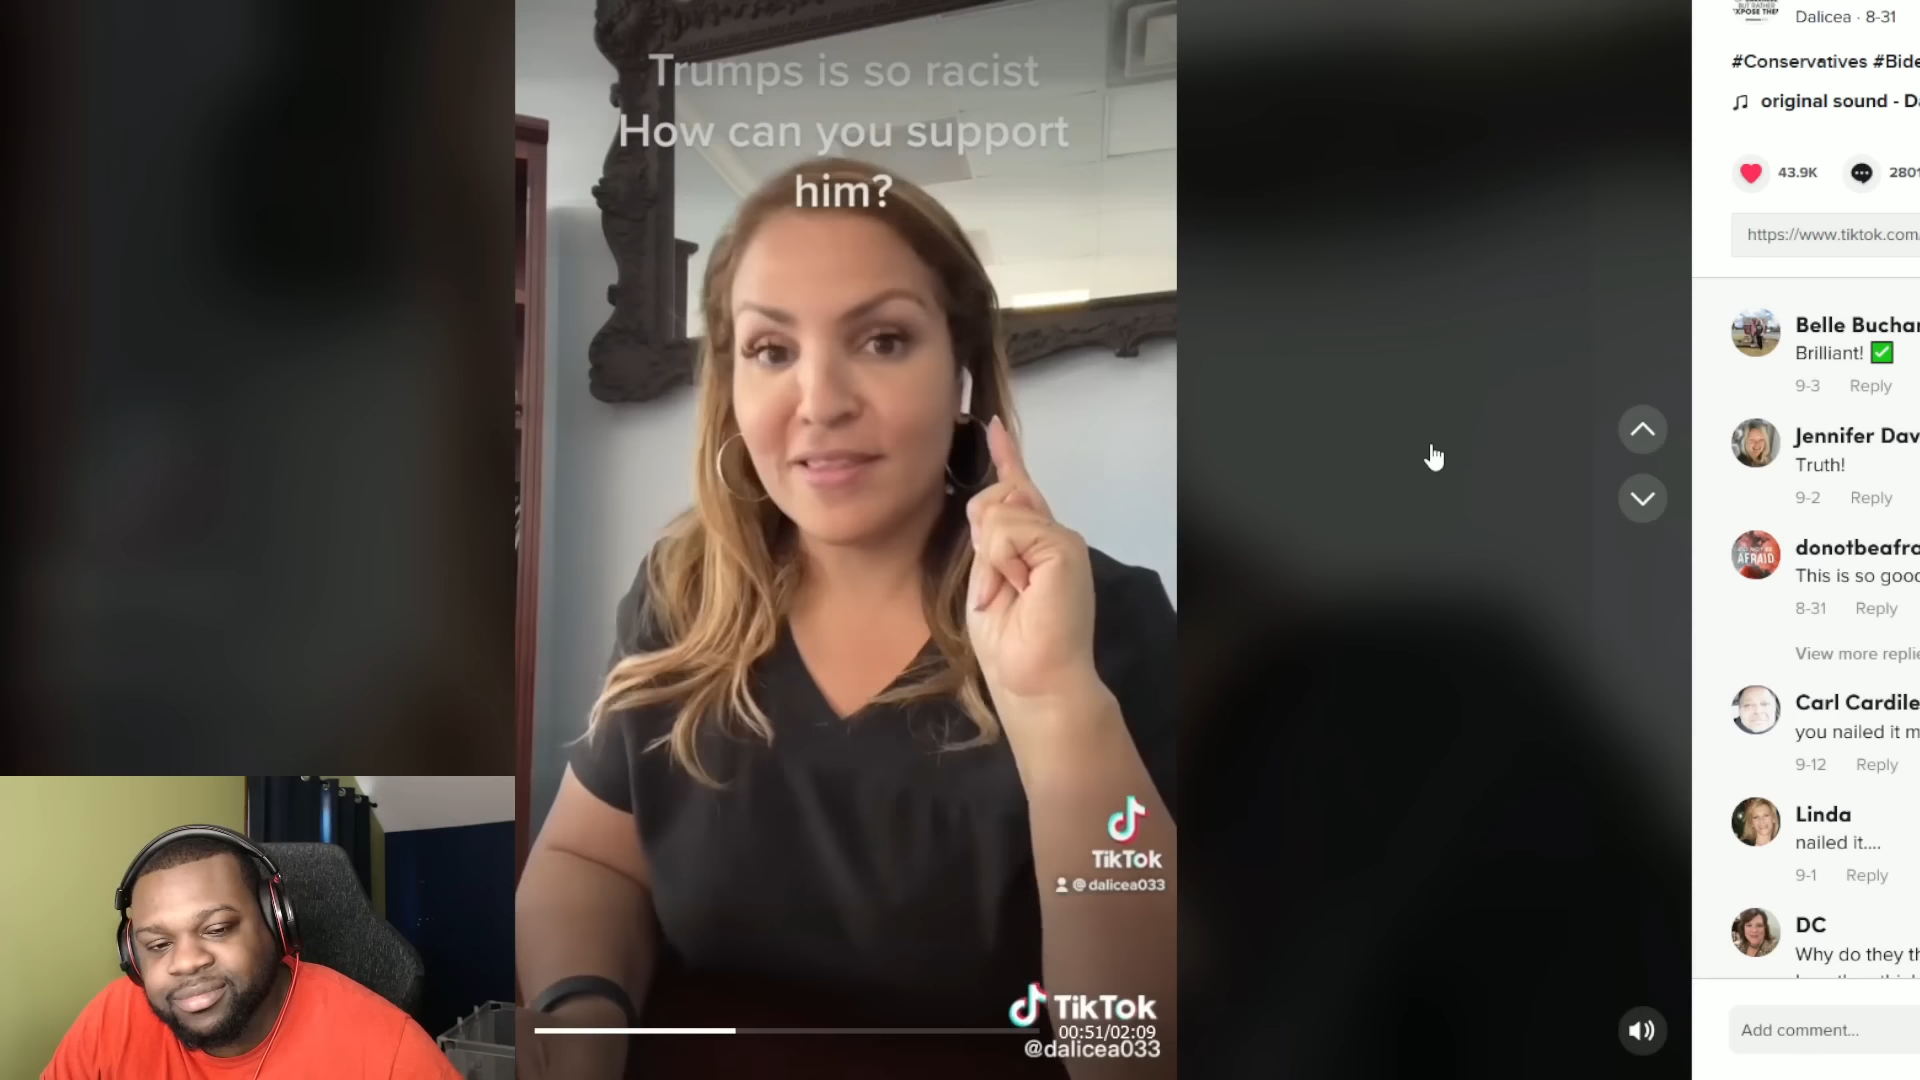 Trumps is so racist
How can you support
him?
TikTok
@dalicea033
TikTok
00:51/02:09
@dalicea033
Dalicea · 8-31
#Conservatives #Bide
original sound - Da
43.9K
2801
https://www.tiktok.com/
Belle Buchar
Brilliant!
9-3 Reply
Jennifer Dav
Truth!
9-2 Reply
AFRAID
donotbeafra
This is so good
8-31 Reply
View more replie
Carl Cardile
you nailed it m
9-12 Reply
Linda
nailed it....
9-1 Reply
DC
Why do they th
Add comment...